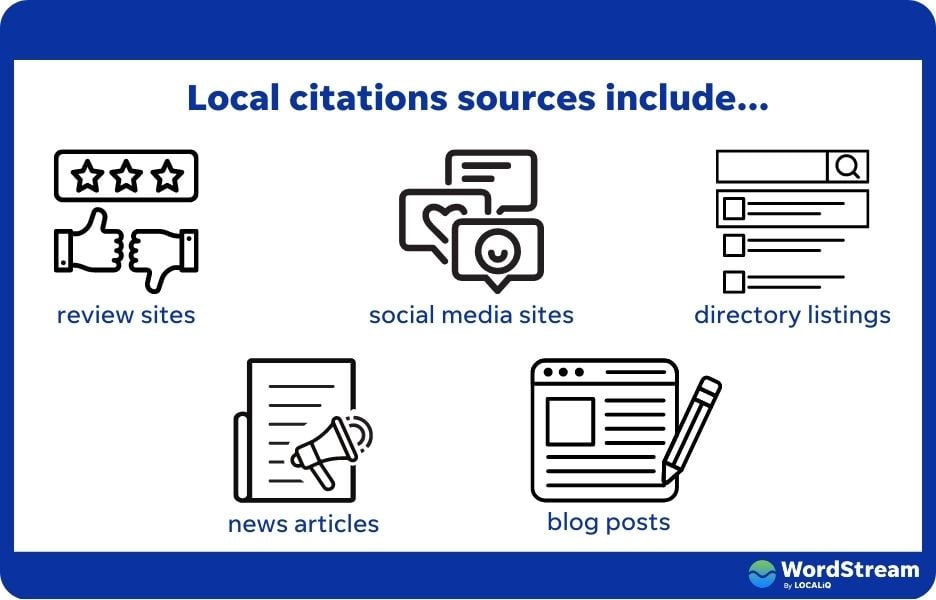 Local citations sources include...
review sites
social media sites
directory listings
news articles
blog posts
WordStream
By LOCALiQ